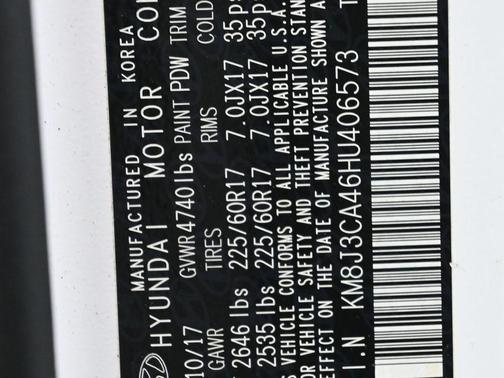 MANUFACTURED IN KOREA
HYUNDAI MOTOR CO
10/17 GVWR 4740lbs PAINT PDW TRIM
GAWR TIRES RIMS COLD
2646 lbs 225/60R17 7.0JX17 35
2535 lbs 225/60R17 7.0JX17 35
VEHICLE CONFORMS TO ALL APPLICABLE U.S.A.
VEHICLE SAFETY AND THEFT PREVENTION STAN
EFFECT ON THE DATE OF MANUFACTURE SHOWN A
I.N KM8J3CA46HU406573 T